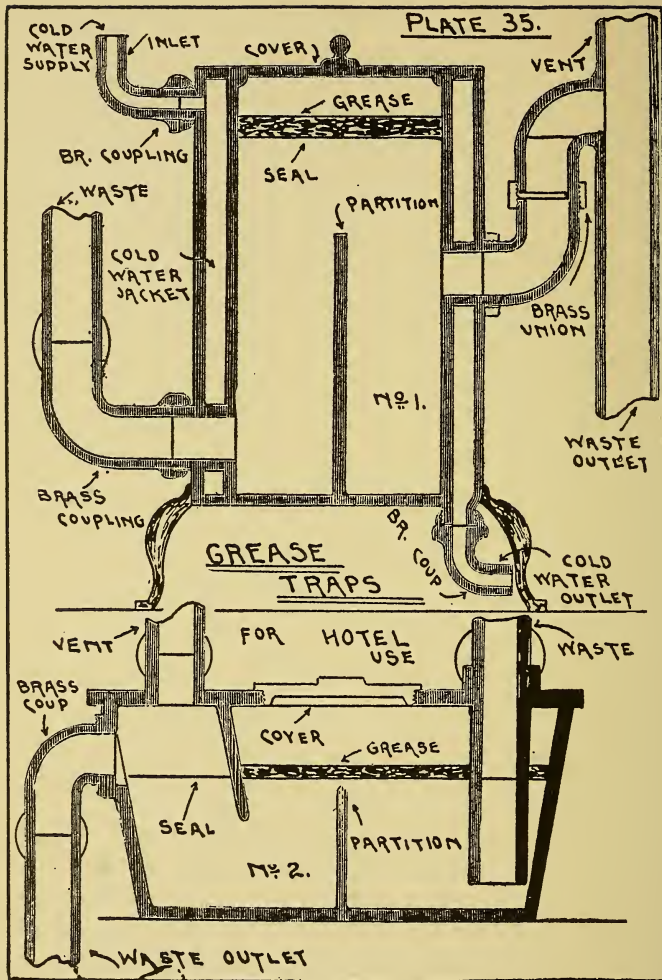 PLATE 35.
COLD
WATER
SUPPLY
INLET
COVER
VENT
GREASE
BR. COUPLING
SEAL
WASTE
PARTITION
COLD
WATER
JACKET
BRASS
UNION
No 1.
WASTE
OUTLET
BRASS
COUPLING
BR. COUP
GREASE
TRAPS
COLD
WATER
OUTLET
FOR HOTEL
USE
VENT
WASTE
BRASS
COUP
COVER
GREASE
SEAL
PARTITION
No 2.
WASTE OUTLET